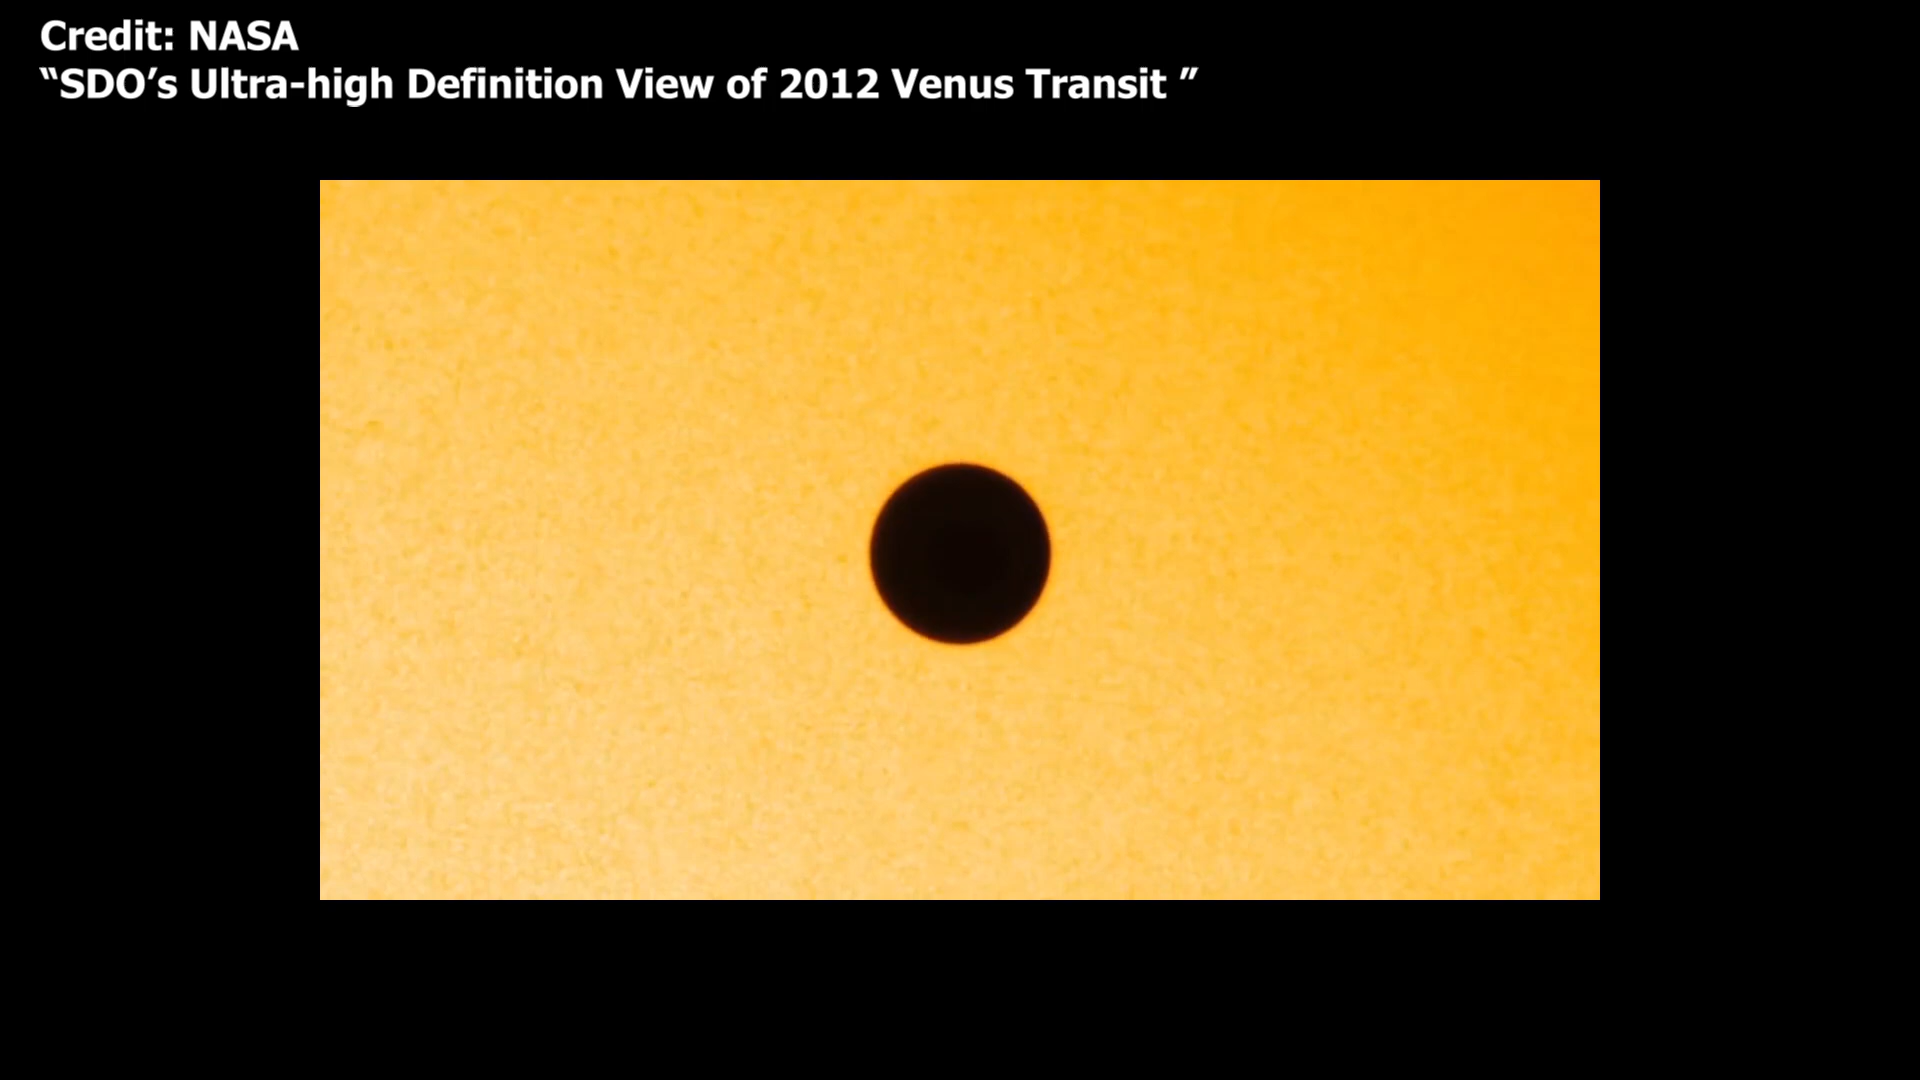 Credit: NASA
“SDO’s Ultra-high Definition View of 2012 Venus Transit ”